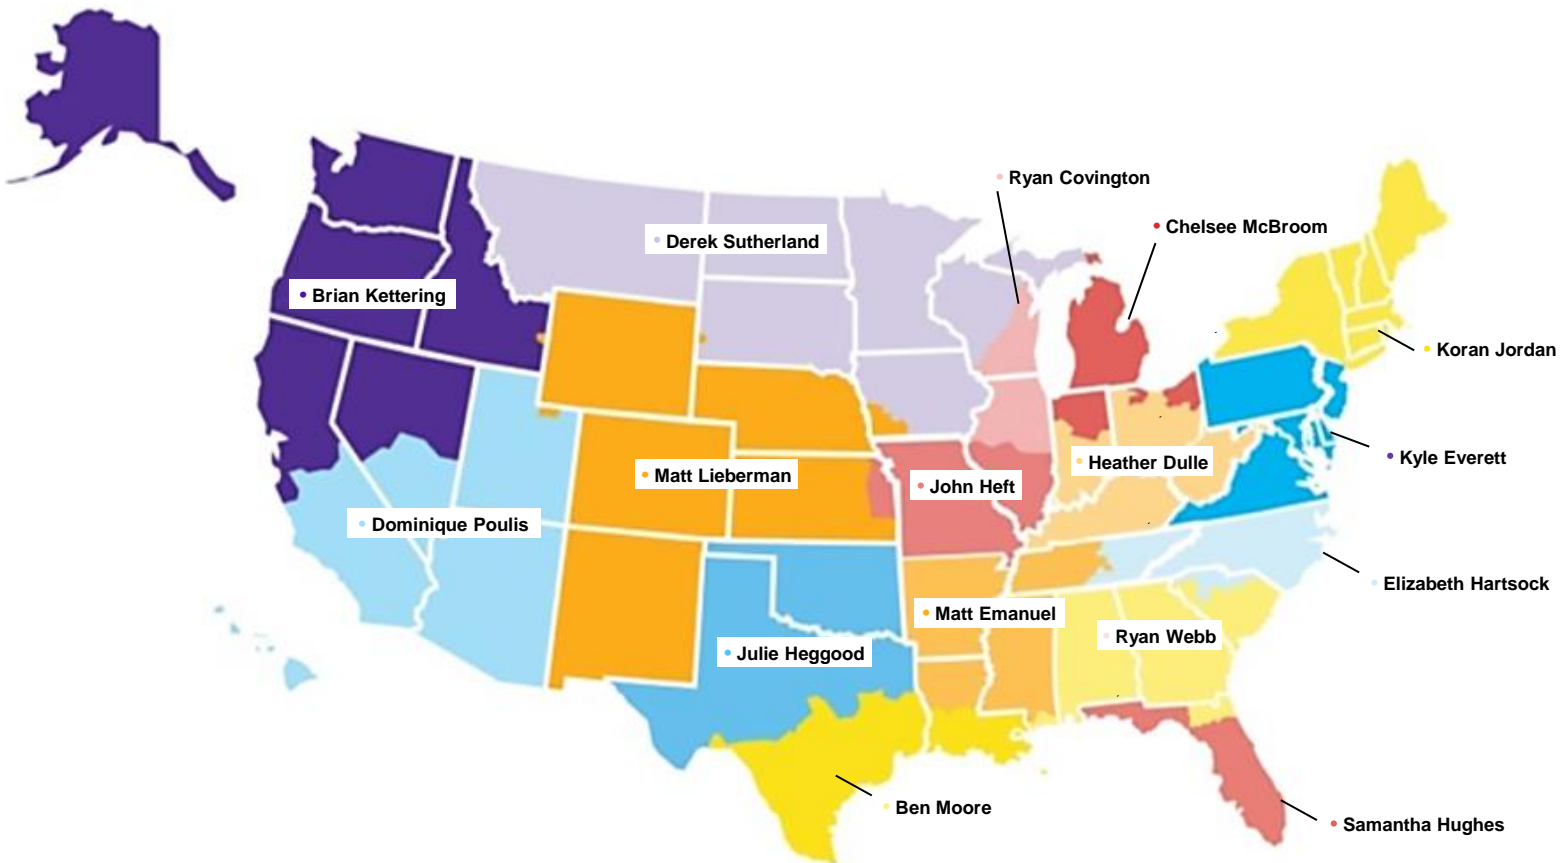 • Ryan Covington
• Chelsee McBroom
• Derek Sutherland
• Brian Kettering
• Koran Jordan
• Kyle Everett
• Heather Dulle
• Matt Lieberman
• John Heft
• Dominique Poulis
• Elizabeth Hartsock
• Matt Emanuel
• Ryan Webb
• Julie Heggood
• Ben Moore
• Samantha Hughes